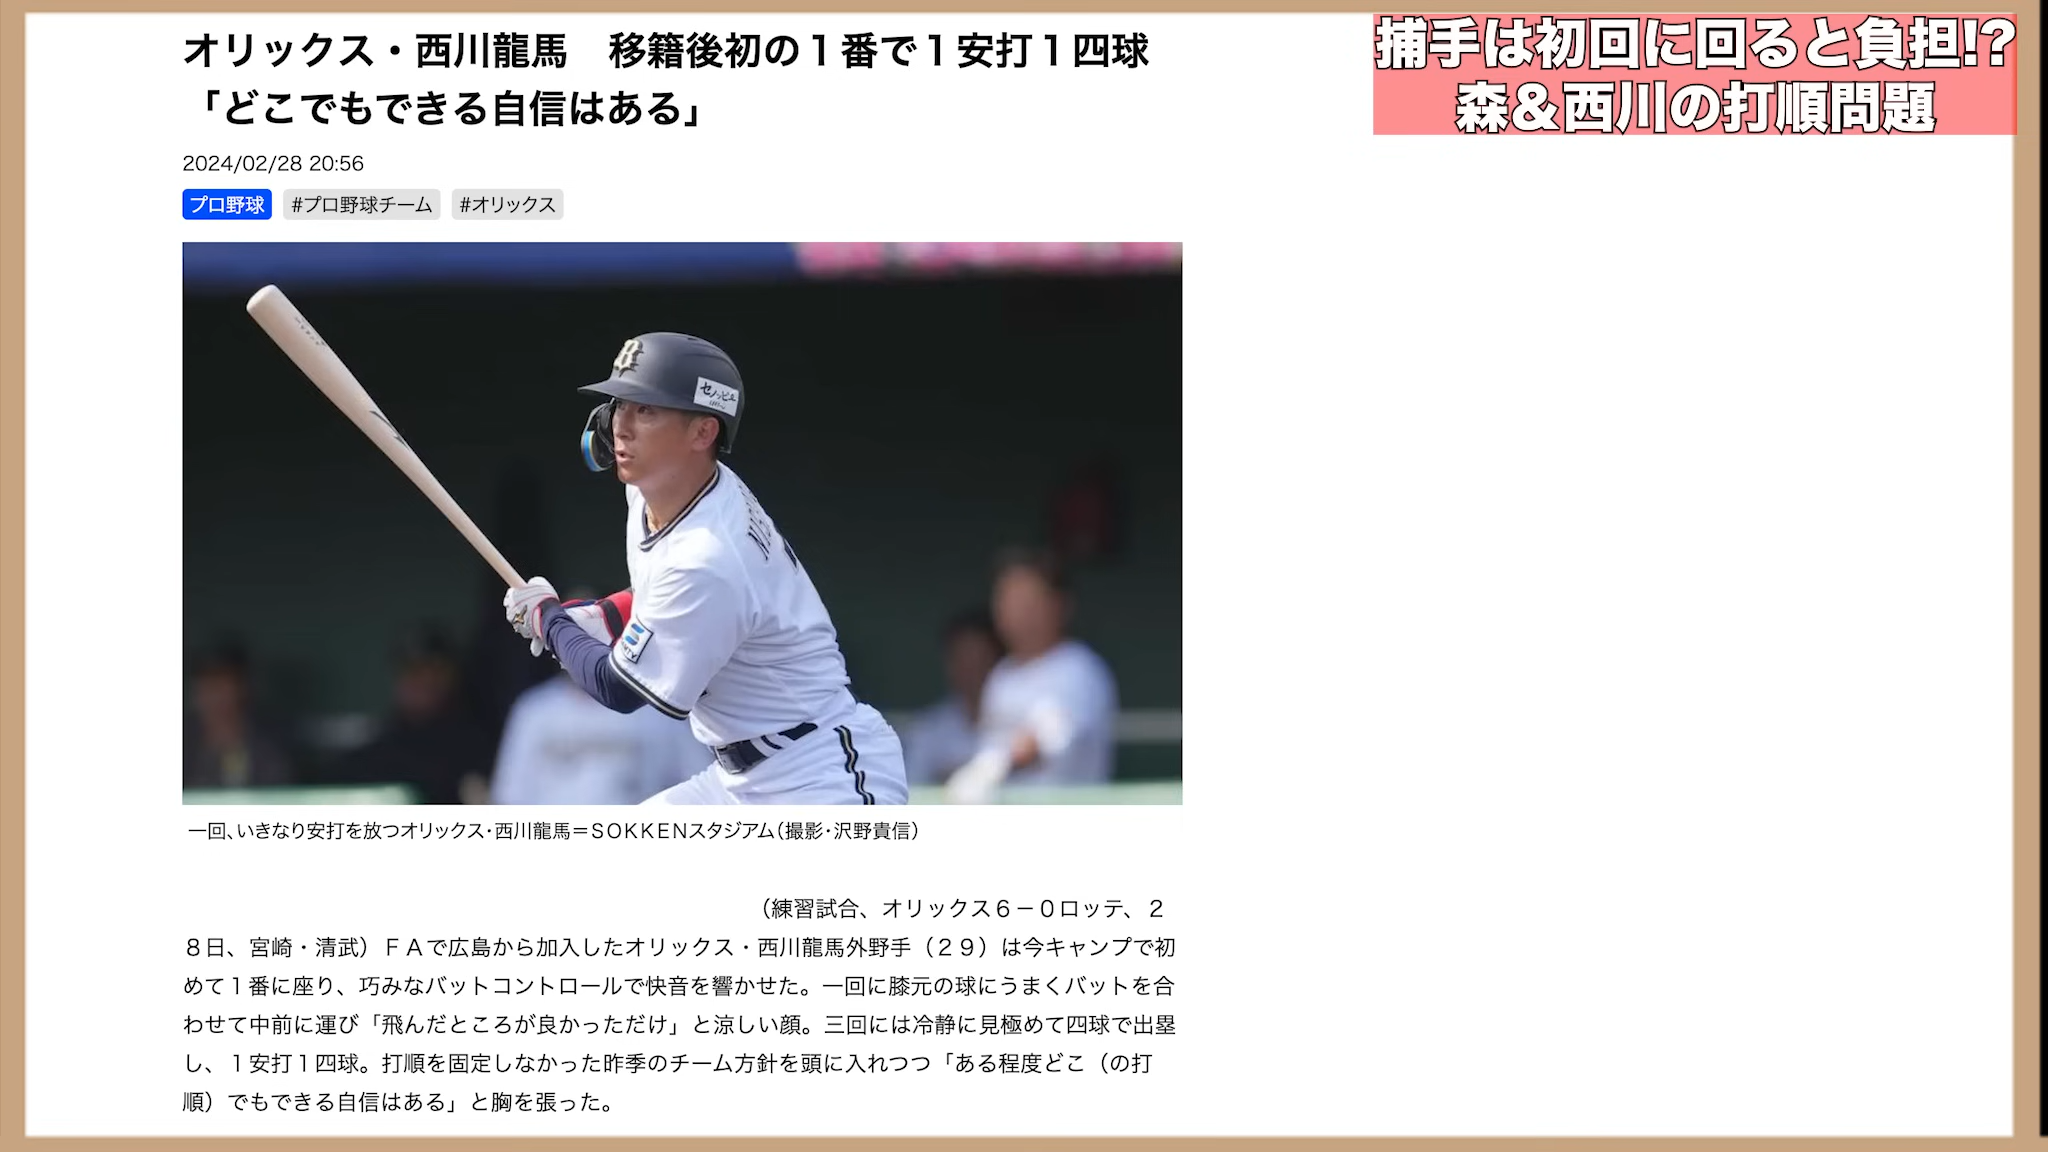 オリックス・西川龍馬　移籍後初の１番で１安打１四球
「どこでもできる自信はある」
捕手は初回に回ると負担!?
森&西川の打順問題
2024/02/28 20:56
プロ野球 #プロ野球チーム #オリックス
B
セノッピー
一回、いきなり安打を放つオリックス・西川龍馬＝ＳＯＫＫＥＮスタジアム（撮影・沢野貴信）
（練習試合、オリックス６－０ロッテ、２
８日、宮崎・清武）ＦＡで広島から加入したオリックス・西川龍馬外野手（２９）は今キャンプで初
めて１番に座り、巧みなバットコントロールで快音を響かせた。一回に膝元の球にうまくバットを合
わせて中前に運び「飛んだところが良かっただけ」と涼しい顔。三回には冷静に見極めて四球で出塁
し、１安打１四球。打順を固定しなかった昨季のチーム方針を頭に入れつつ「ある程度どこ（の打
順）でもできる自信はある」と胸を張った。